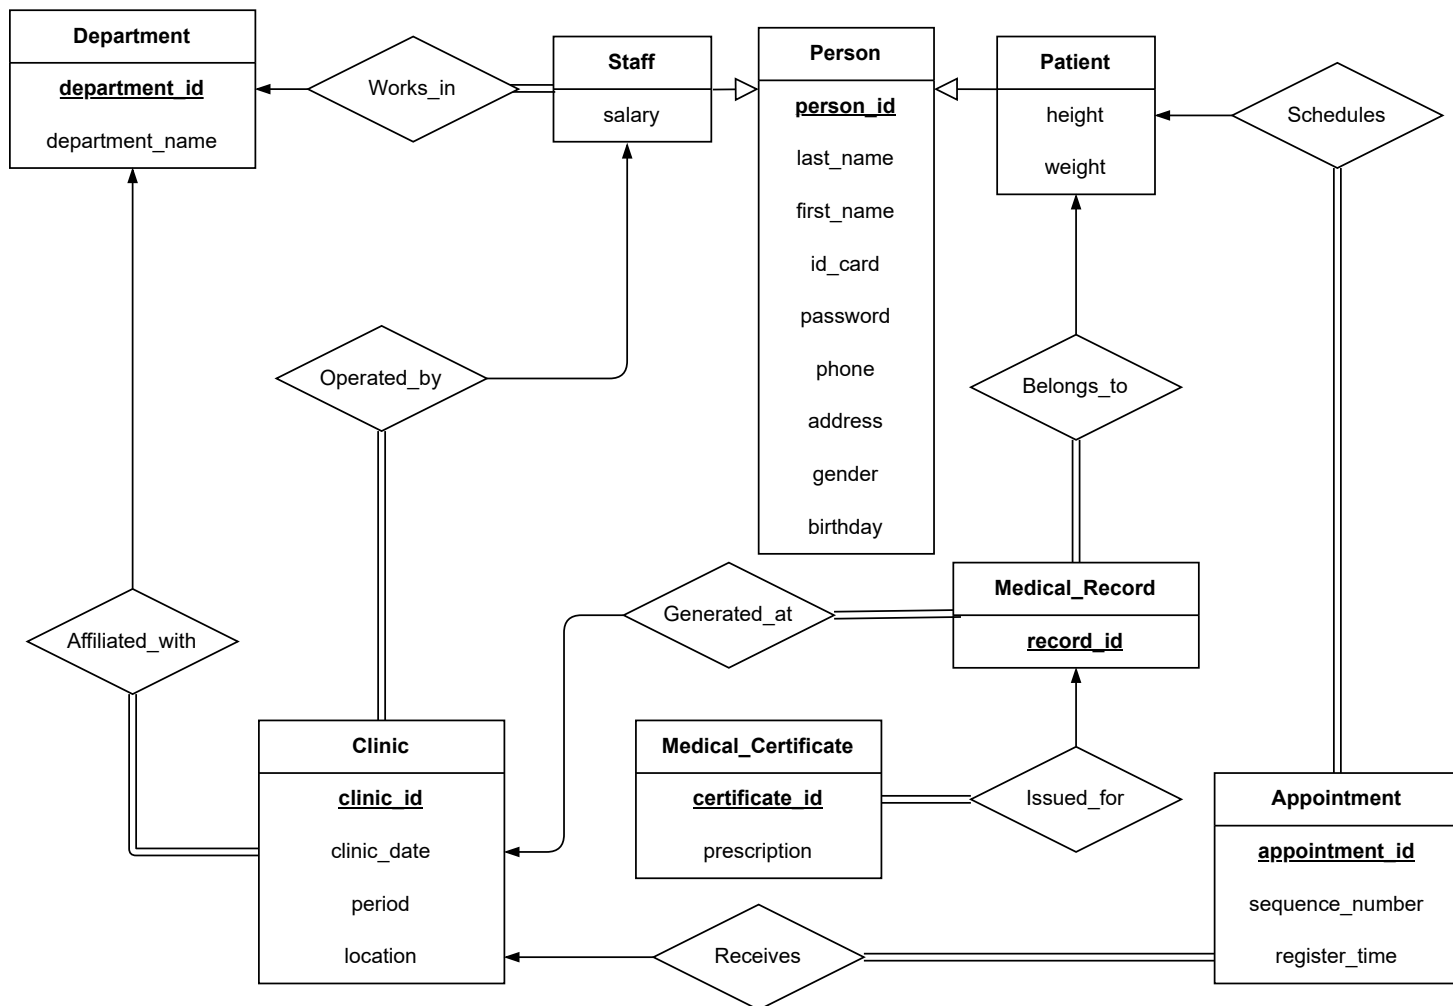 Department
department_id
department_name
Works_in
Staff
salary
Person
person_id
last_name
first_name
id_card
password
phone
address
gender
birthday
Patient
height
weight
Schedules
Operated_by
Belongs_to
Affiliated_with
Generated_at
Medical_Record
record_id
Clinic
clinic_id
clinic_date
period
location
Medical_Certificate
certificate_id
prescription
Issued_for
Appointment
appointment_id
sequence_number
register_time
Receives